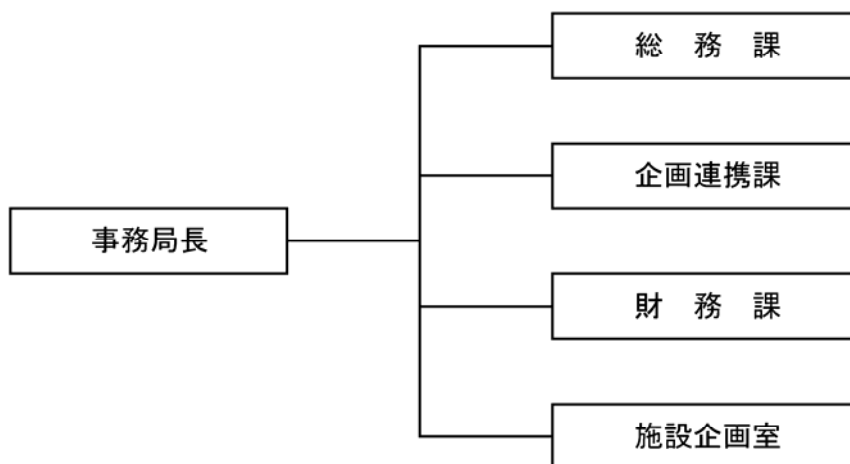 総　務　課
企画連携課
事務局長
財　務　課
施設企画室